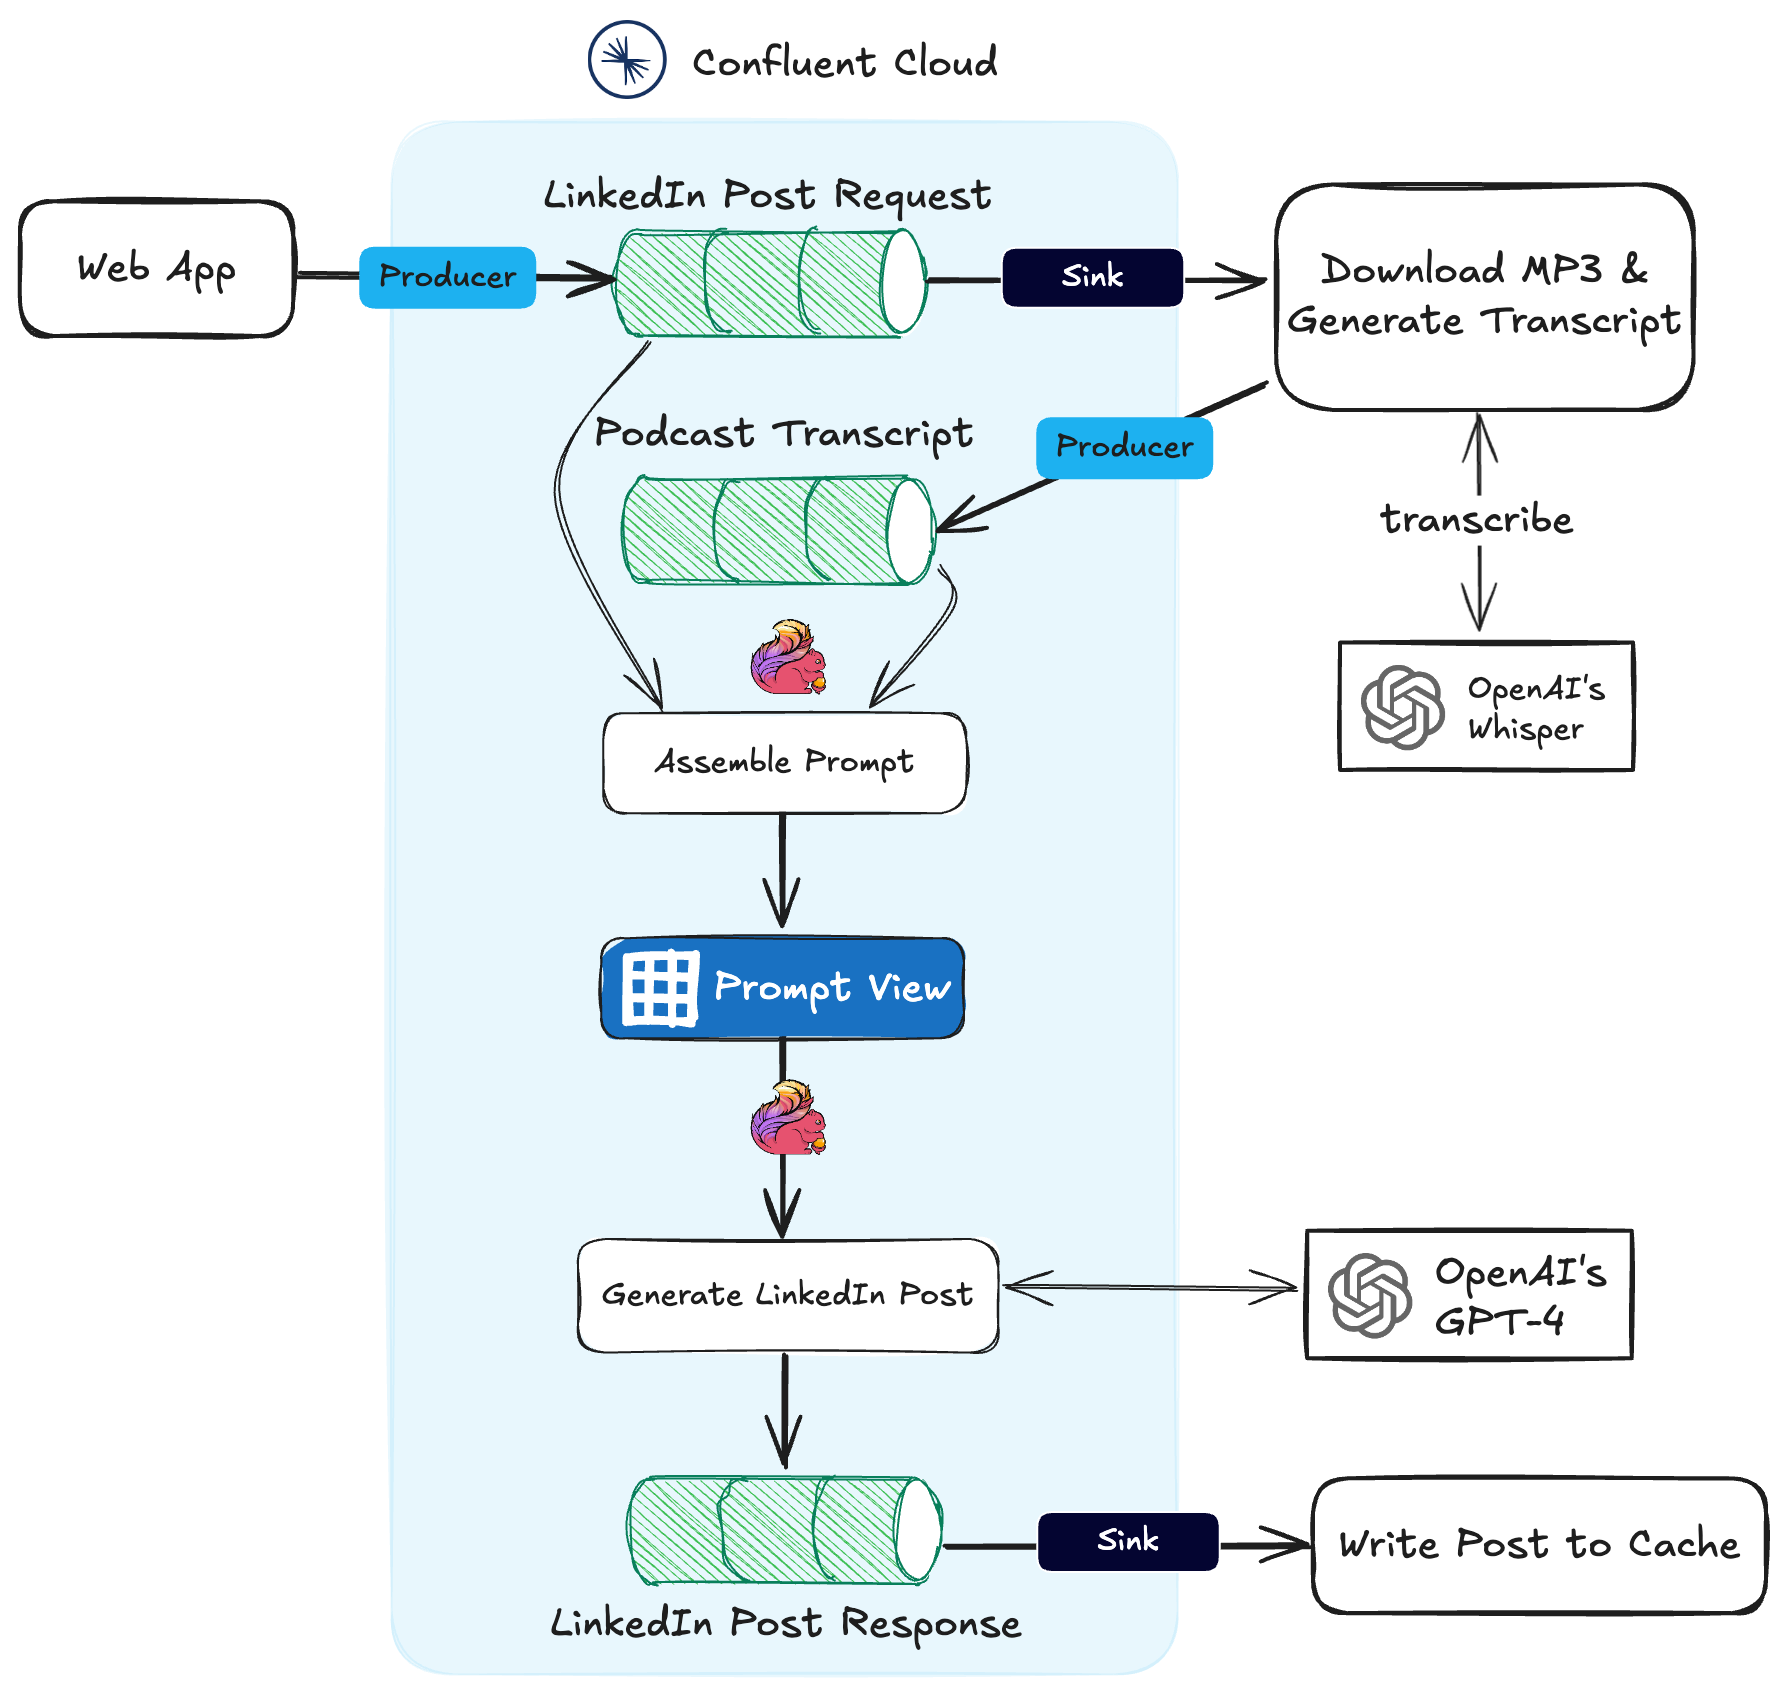 Confluent Cloud
LinkedIn Post Request
Web App
Producer
Sink
Download MP3 &
Generate Transcript
Podcast Transcript
Producer
transcribe
OpenAI's
Whisper
Assemble Prompt
Prompt View
Generate LinkedIn Post
OpenAI's
GPT-4
Sink
Write Post to Cache
LinkedIn Post Response